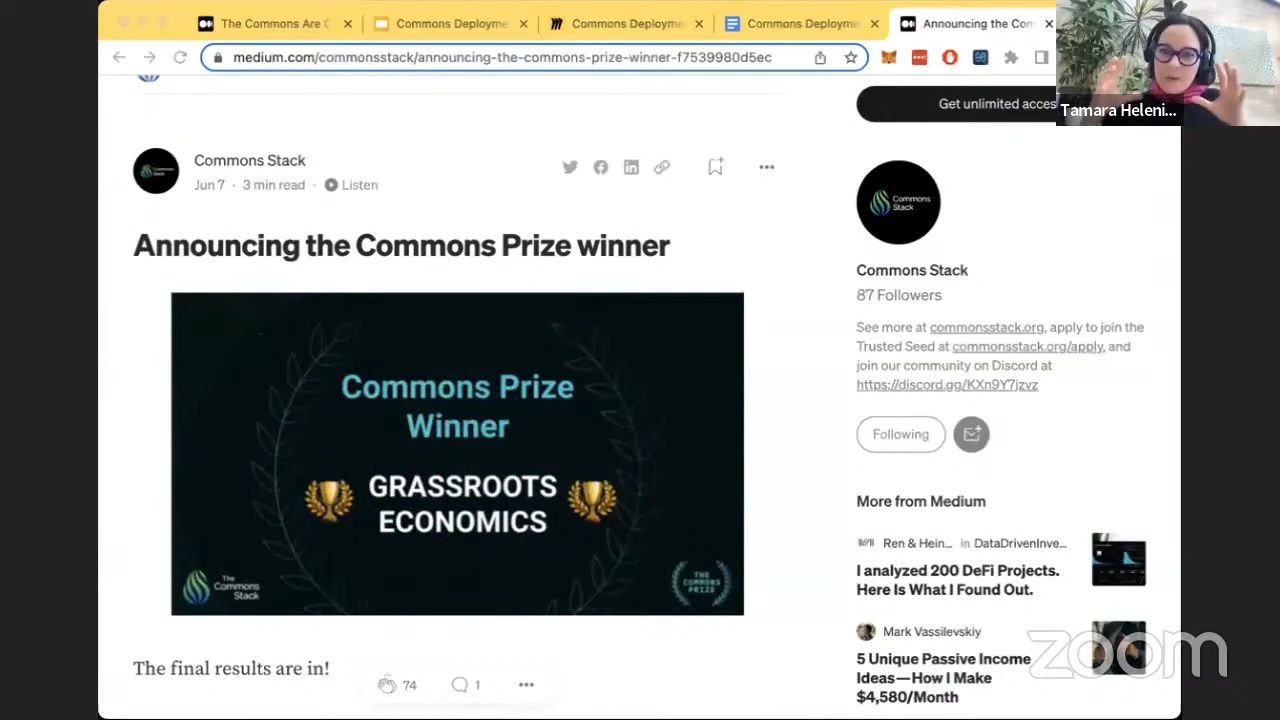 The Commons Are C
Commons Deployme
Commons Deployme
Commons Deployme
Announcing the Com
medium.com/commonsstack/announcing-the-commons-prize-winner-f7539980d5ec
Get unlimited acces
Tamara Heleni...
Commons Stack
Jun 7 · 3 min read · Listen
Announcing the Commons Prize winner
Commons Prize
Winner
GRASSROOTS
ECONOMICS
The
Commons
Stack
THE
COMMONS
PRIZE
The final results are in!
74
1
Commons
Stack
Commons Stack
87 Followers
See more at commonsstack.org, apply to join the
Trusted Seed at commonsstack.org/apply, and
join our community on Discord at
https://discord.gg/KXn9Y7jzvz
Following
More from Medium
Ren & Hein... in DataDrivenInve...
I analyzed 200 DeFi Projects.
Here Is What I Found Out.
Mark Vassilevskiy
5 Unique Passive Income
Ideas—How I Make
$4,580/Month
zoom